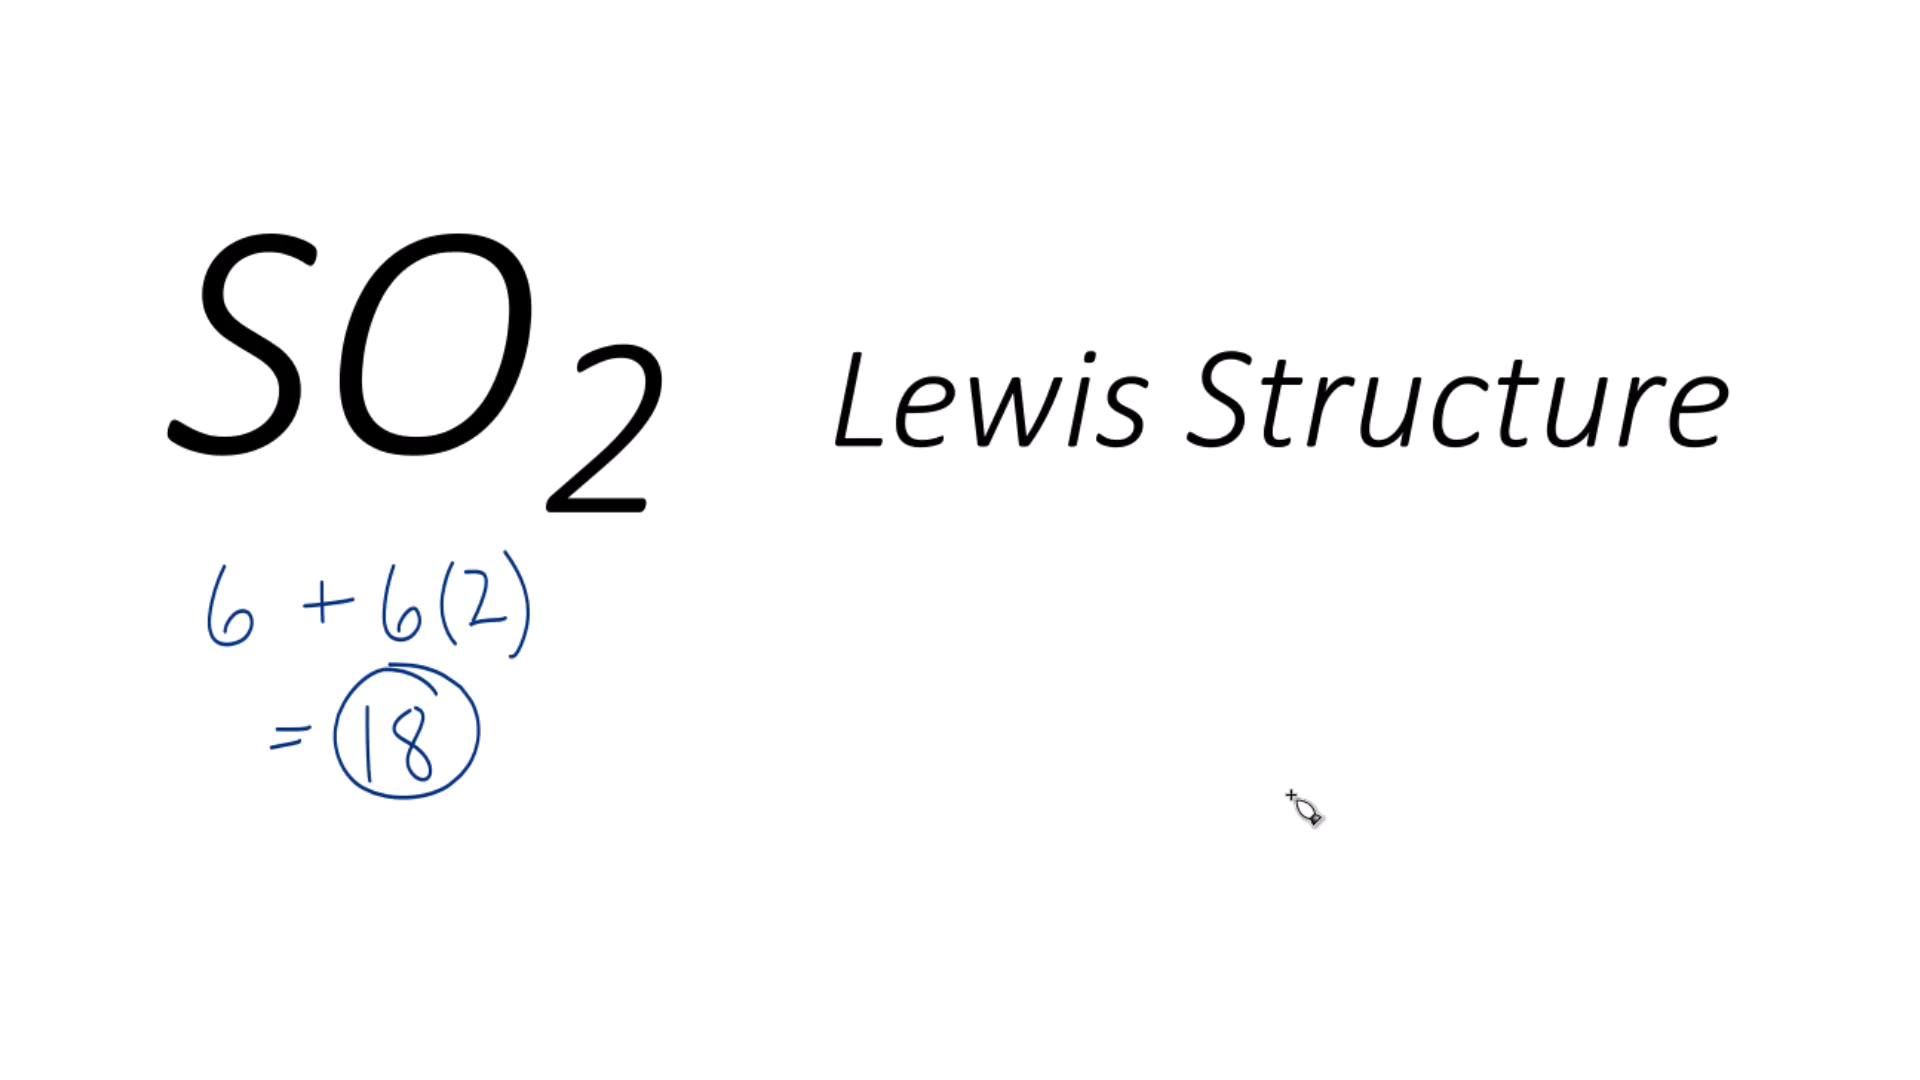 SO₂ Lewis Structure
6 + 6(2)
= 18